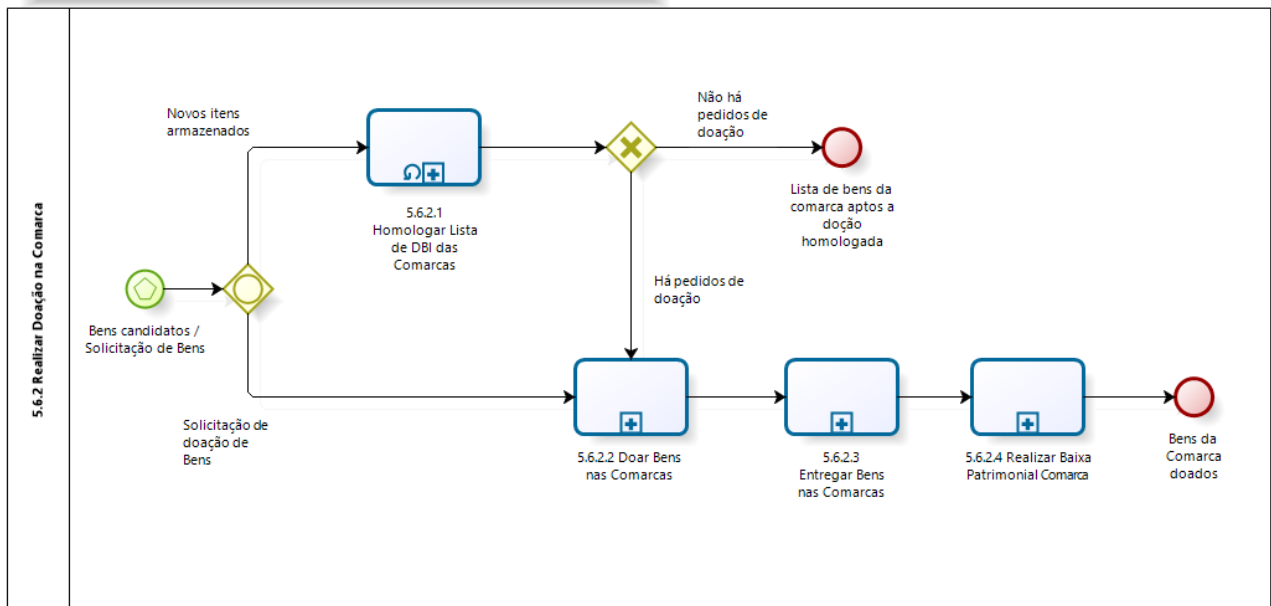 5.6.2 Realizar Doação na Comarca
Novos itens
armazenados
Não há
pedidos de
doação
5.6.2.1
Homologar Lista
de DBI das
Comarcas
Lista de bens da
comarca aptos a
doção
homologada
Há pedidos de
doação
Bens candidatos /
Solicitação de Bens
Solicitação de
doação de
Bens
5.6.2.2 Doar Bens
nas Comarcas
5.6.2.3
Entregar Bens
nas Comarcas
5.6.2.4 Realizar Baixa
Patrimonial Comarca
Bens da
Comarca
doados